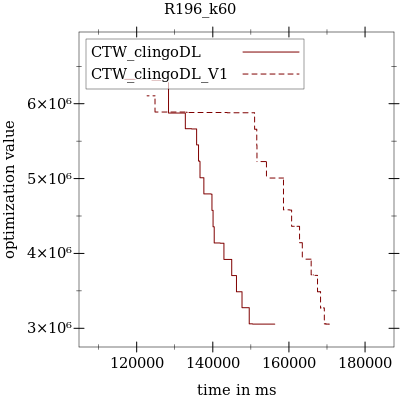 R196_k60
CTW_clingoDL
CTW_clingoDL_V1
optimization value
6×10⁶
5×10⁶
4×10⁶
3×10⁶
120000 140000 160000 180000
time in ms